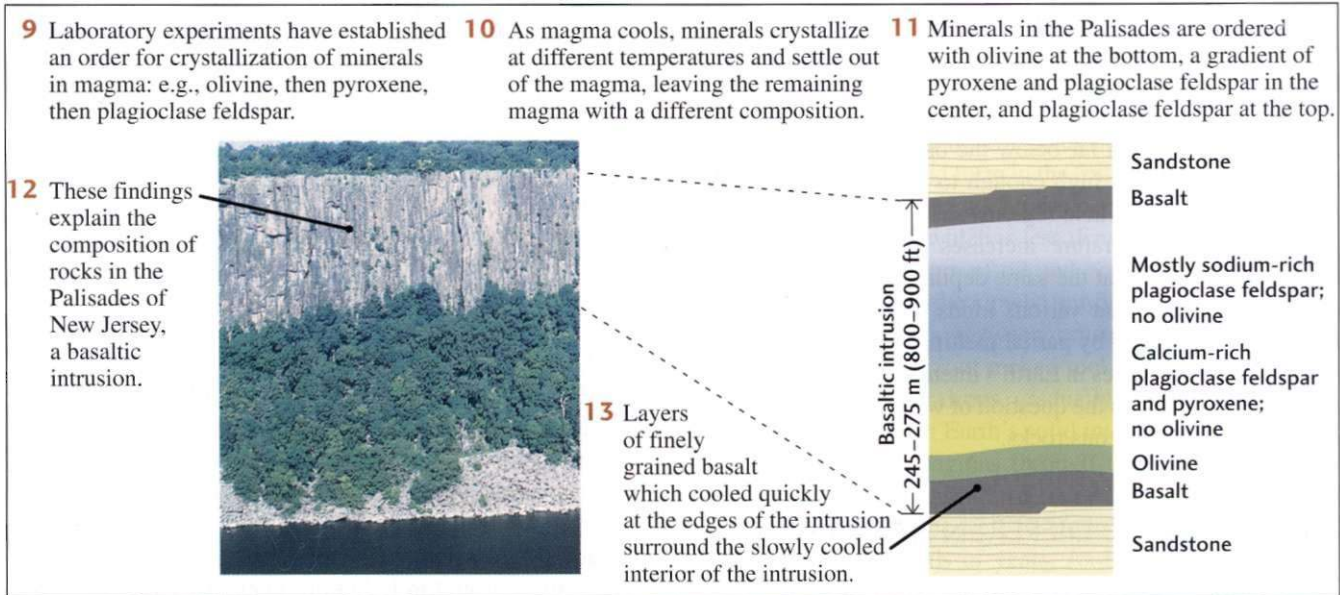 9 Laboratory experiments have established
an order for crystallization of minerals
in magma: e.g., olivine, then pyroxene,
then plagioclase feldspar.
10 As magma cools, minerals crystallize
at different temperatures and settle out
of the magma, leaving the remaining
magma with a different composition.
11 Minerals in the Palisades are ordered
with olivine at the bottom, a gradient of
pyroxene and plagioclase feldspar in the
center, and plagioclase feldspar at the top.
12 These findings
explain the
composition of
rocks in the
Palisades of
New Jersey,
a basaltic
intrusion.
13 Layers
of finely
grained basalt
which cooled quickly
at the edges of the intrusion
surround the slowly cooled
interior of the intrusion.
Basaltic intrusion
245–275 m (800–900 ft)
Sandstone
Basalt
Mostly sodium-rich
plagioclase feldspar;
no olivine
Calcium-rich
plagioclase feldspar
and pyroxene;
no olivine
Olivine
Basalt
Sandstone